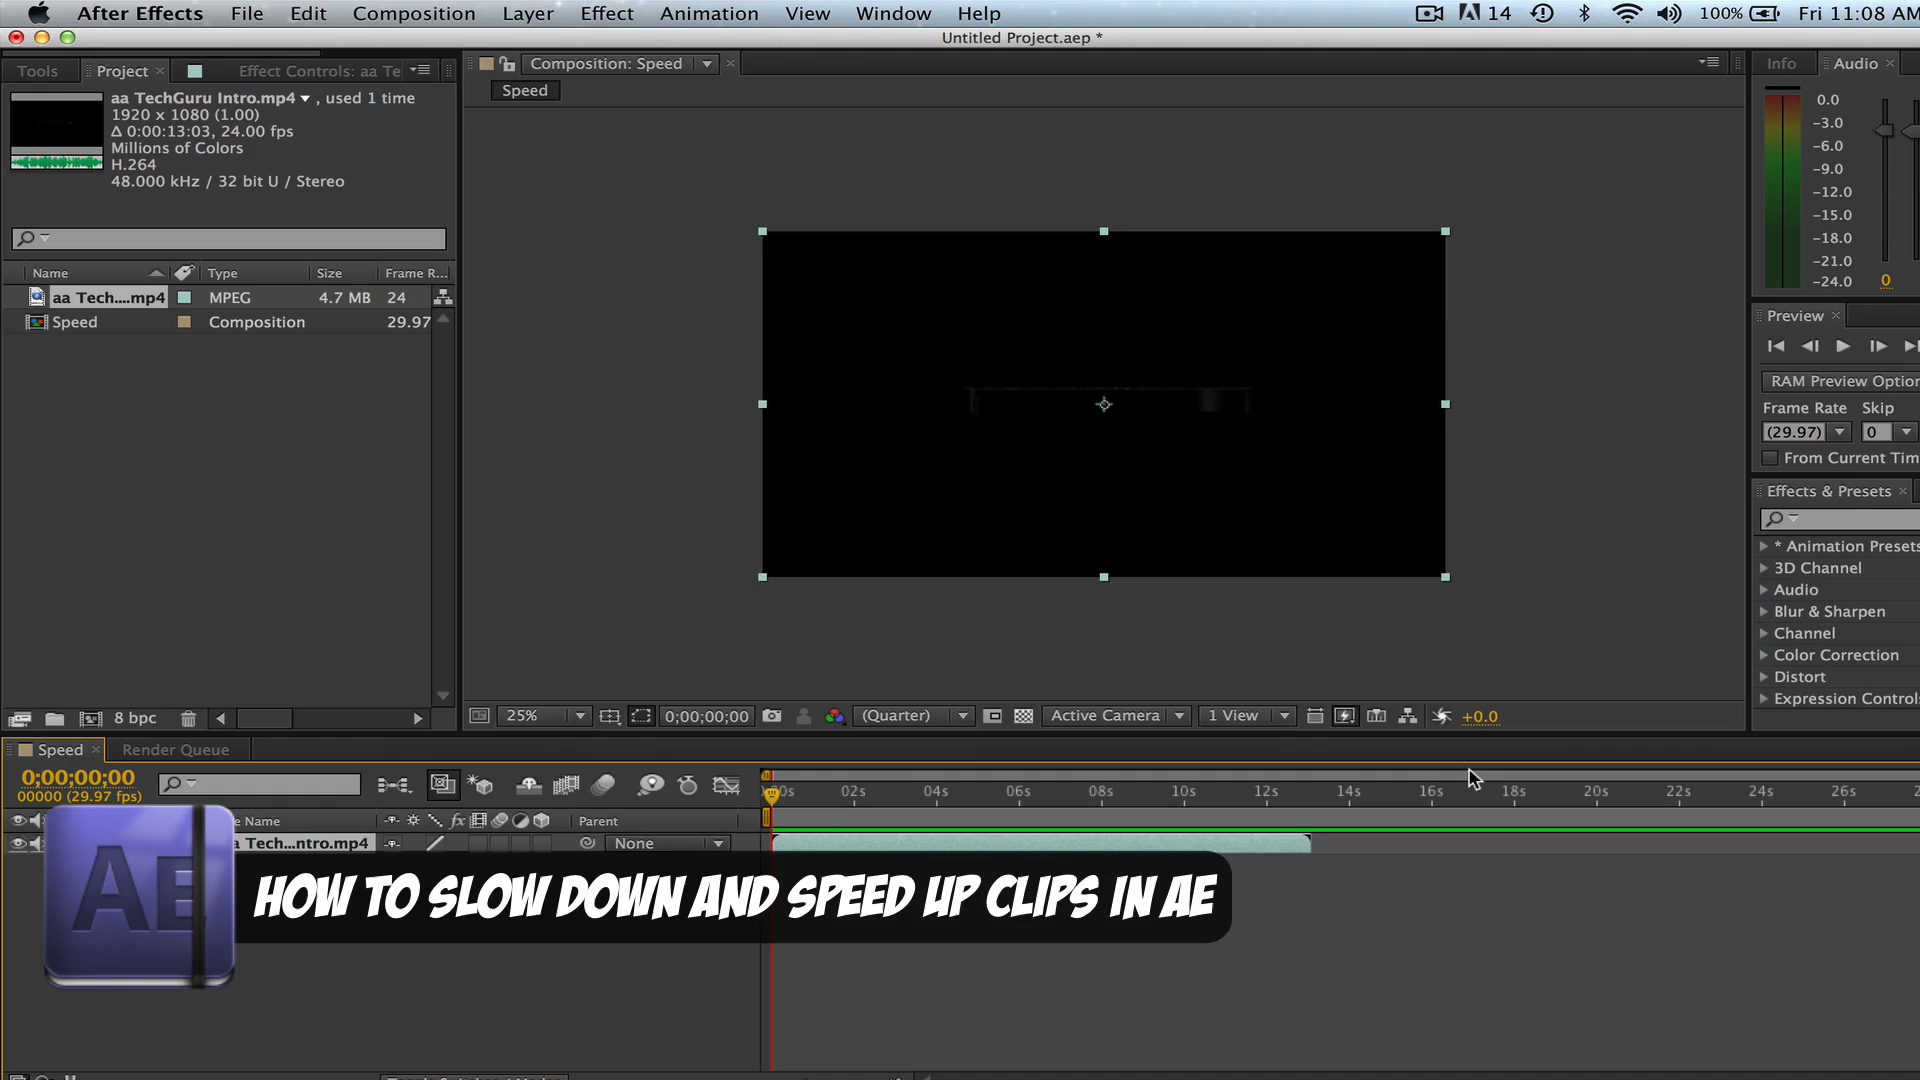 After Effects File Edit Composition Layer Effect Animation View Window Help 14 100% Fri 11:08 AM
Untitled Project.aep *
Tools Project × Effect Controls: aa Te
Composition: Speed ×
Info Audio ×
Speed
aa TechGuru Intro.mp4 , used 1 time
1920 x 1080 (1.00)
Δ 0:00:13:03, 24.00 fps
Millions of Colors
H.264
48.000 kHz / 32 bit U / Stereo
0.0
-3.0
-6.0
-9.0
-12.0
-15.0
-18.0
-21.0
-24.0
0
Name Type Size Frame R...
aa Tech....mp4 MPEG 4.7 MB 24
Speed Composition 29.97
Preview ×
RAM Preview Option
Frame Rate Skip
(29.97) 0
From Current Tim
Effects & Presets ×
* Animation Presets
3D Channel
Audio
Blur & Sharpen
Channel
Color Correction
Distort
Expression Controls
8 bpc
25% 0;00;00;00 (Quarter) Active Camera 1 View +0.0
Speed × Render Queue
0;00;00;00
00000 (29.97 fps)
00s 02s 04s 06s 08s 10s 12s 14s 16s 18s 20s 22s 24s 26s
e Name fx Parent
a Tech...ntro.mp4 None
AE
HOW TO SLOW DOWN AND SPEED UP CLIPS IN AE